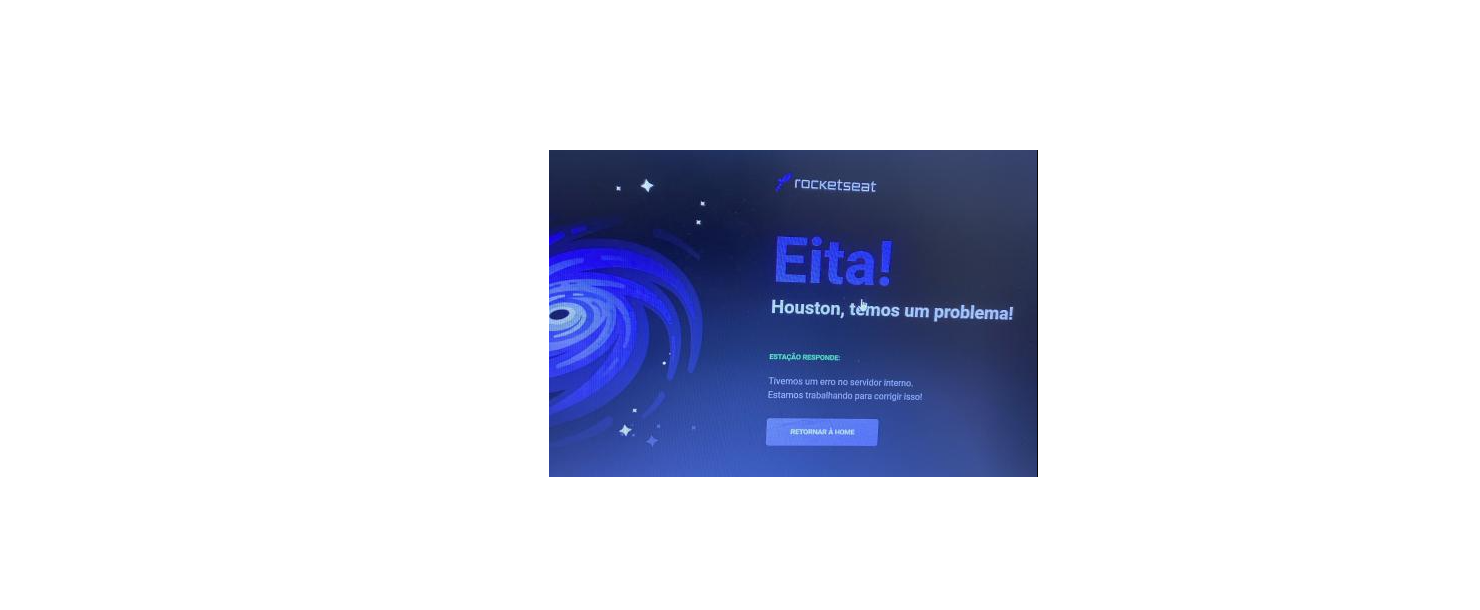 rocketseat
Eita!
Houston, temos um problema!
ESTAÇÃO RESPONDE:
Tivemos um erro no servidor interno.
Estamos trabalhando para corrigir isso!
RETORNAR À HOME